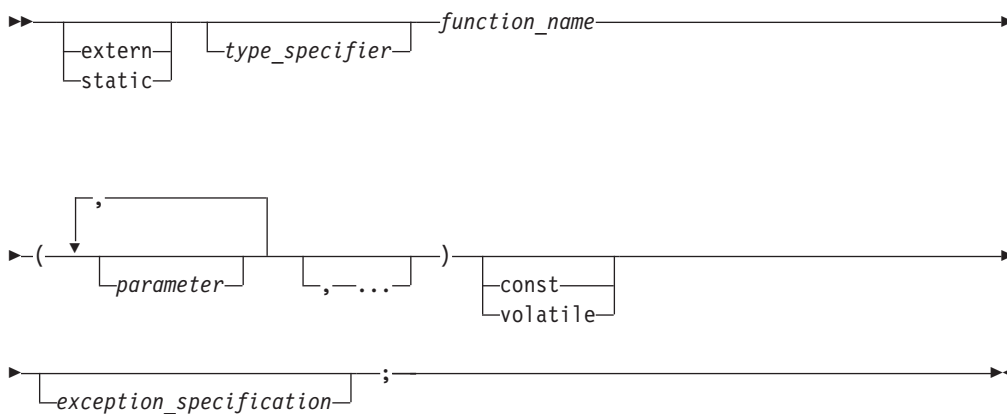 function_name
extern
type_specifier
static
,
( )
parameter
, ...
const
volatile
;
exception_specification